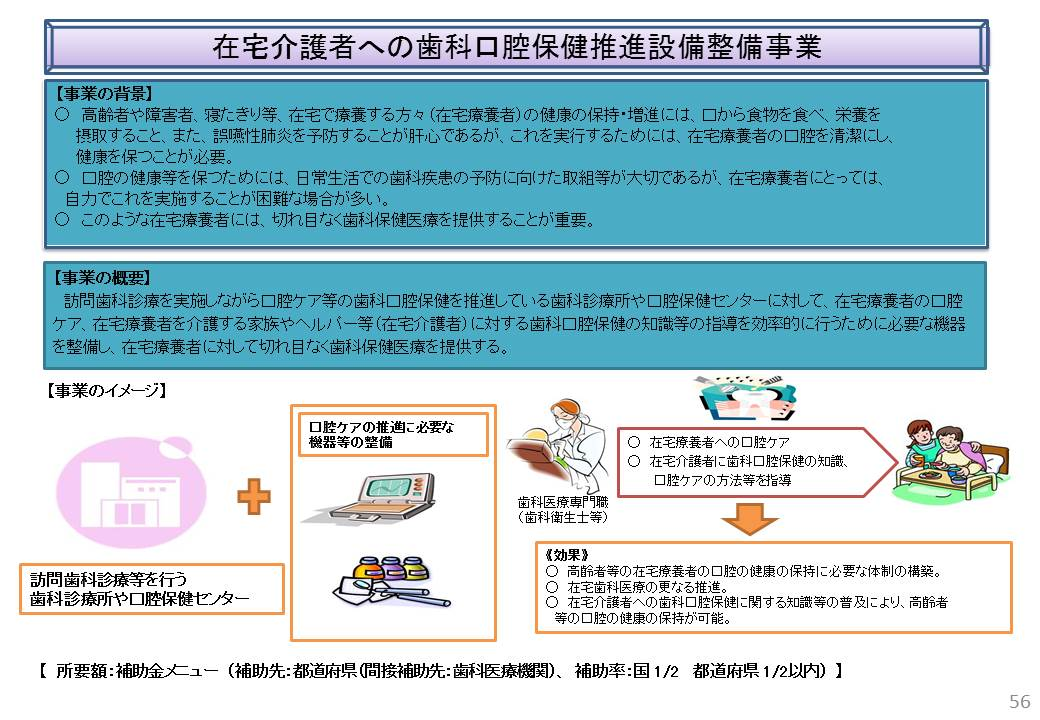 在宅介護者への歯科口腔保健推進設備整備事業
【事業の背景】
○ 高齢者や障害者、寝たきり等、在宅で療養する方々（在宅療養者）の健康の保持・増進には、口から食物を食べ、栄養を
摂取すること、また、誤嚥性肺炎を予防することが肝心であるが、これを実行するためには、在宅療養者の口腔を清潔にし、
健康を保つことが必要。
○ 口腔の健康等を保つためには、日常生活での歯科疾患の予防に向けた取組等が大切であるが、在宅療養者にとっては、
自力でこれを実施することが困難な場合が多い。
○ このような在宅療養者には、切れ目なく歯科保健医療を提供することが重要。
【事業の概要】
訪問歯科診療を実施しながら口腔ケア等の歯科口腔保健を推進している歯科診療所や口腔保健センターに対して、在宅療養者の口腔
ケア、在宅療養者を介護する家族やヘルパー等（在宅介護者）に対する歯科口腔保健の知識等の指導を効率的に行うために必要な機器
を整備し、在宅療養者に対して切れ目なく歯科保健医療を提供する。
【事業のイメージ】
口腔ケアの推進に必要な
機器等の整備
訪問歯科診療等を行う
歯科診療所や口腔保健センター
歯科医療専門職
（歯科衛生士等）
○ 在宅療養者への口腔ケア
○ 在宅介護者に歯科口腔保健の知識、
口腔ケアの方法等を指導
《効果》
○ 高齢者等の在宅療養者の口腔の健康の保持に必要な体制の構築。
○ 在宅歯科医療の更なる推進。
○ 在宅介護者への歯科口腔保健に関する知識等の普及により、高齢者
等の口腔の健康の保持が可能。
【 所要額：補助金メニュー（補助先：都道府県（間接補助先：歯科医療機関）、補助率：国1/2 都道府県1/2以内）】
56